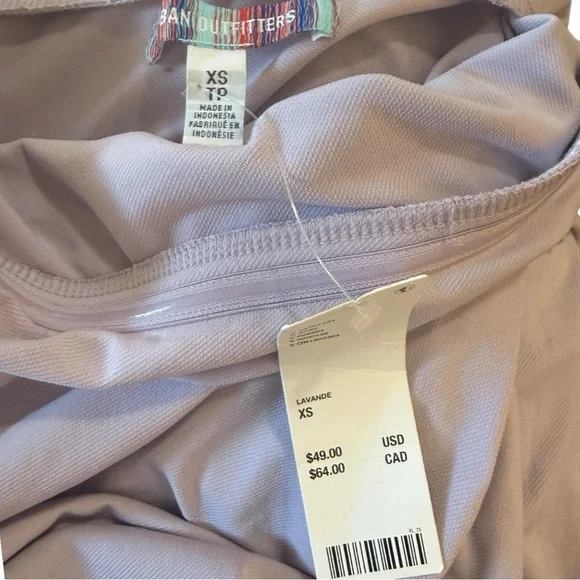 BAN OUTFITTERS
XS
TP
MADE IN
INDONESIA
FABRIQUÉ EN
INDONÉSIE
LAVANDE
XS
$49.00 USD
$64.00 CAD